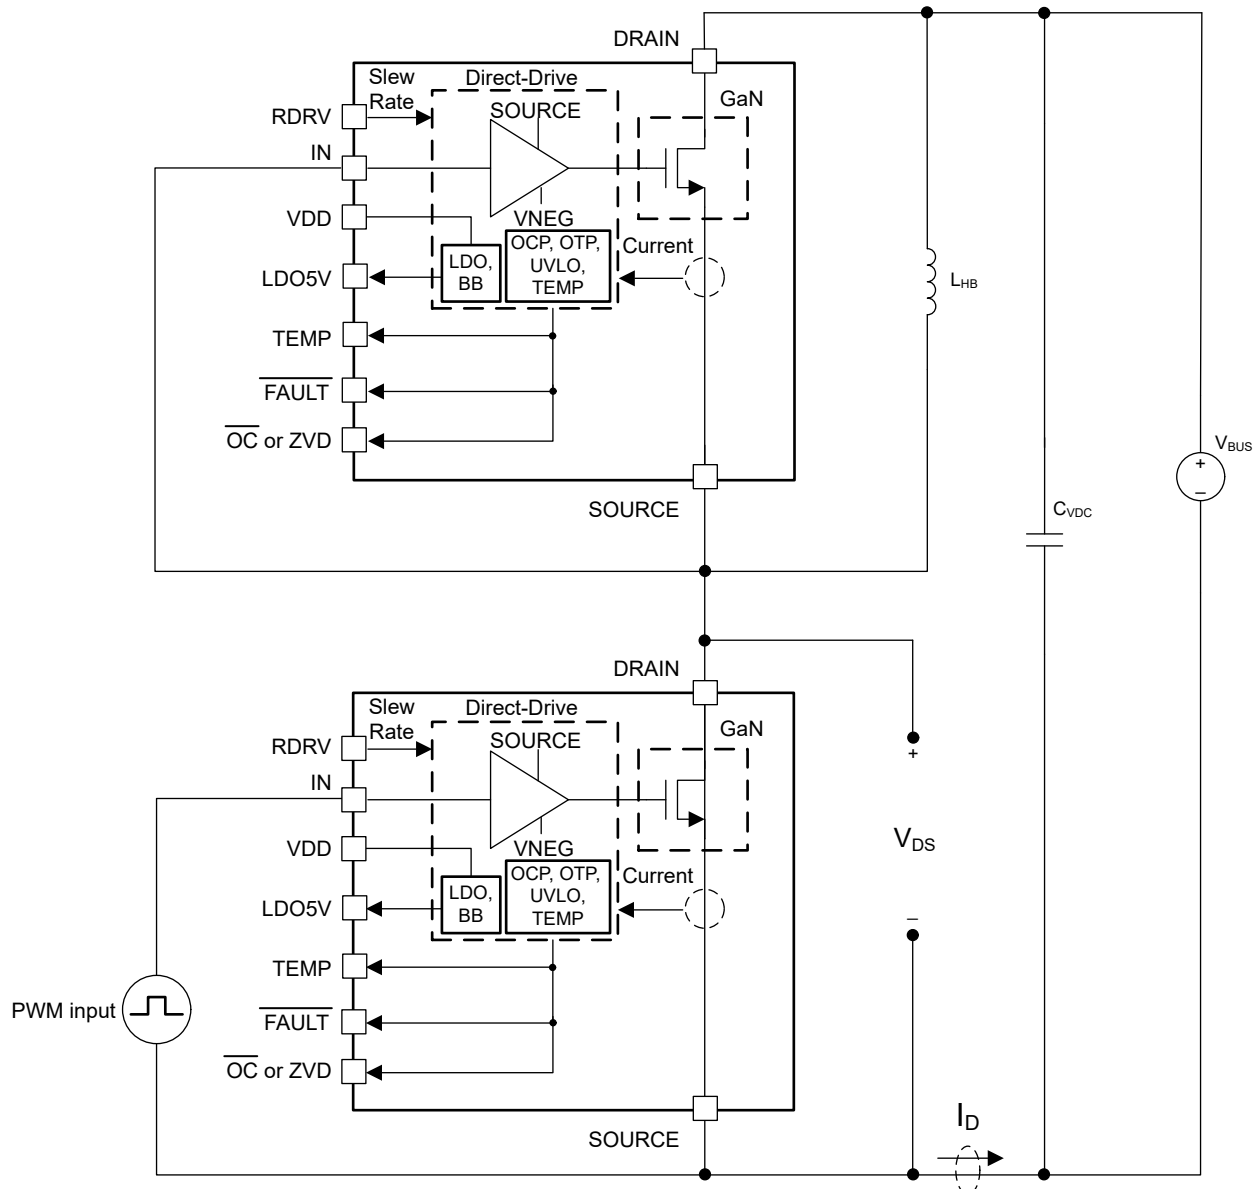 DRAIN
Slew
Rate
Direct-Drive
SOURCE
GaN
RDRV
IN
VDD
VNEG
LDO,
BB
OCP, OTP,
UVLO,
TEMP
Current
LDO5V
TEMP
FAULT
OC or ZVD
SOURCE
LHB
CVDC
VBUS
+
–
DRAIN
Slew
Rate
Direct-Drive
SOURCE
GaN
RDRV
IN
VDD
VNEG
LDO,
BB
OCP, OTP,
UVLO,
TEMP
Current
LDO5V
TEMP
FAULT
OC or ZVD
SOURCE
PWM input
+
VDS
–
ID